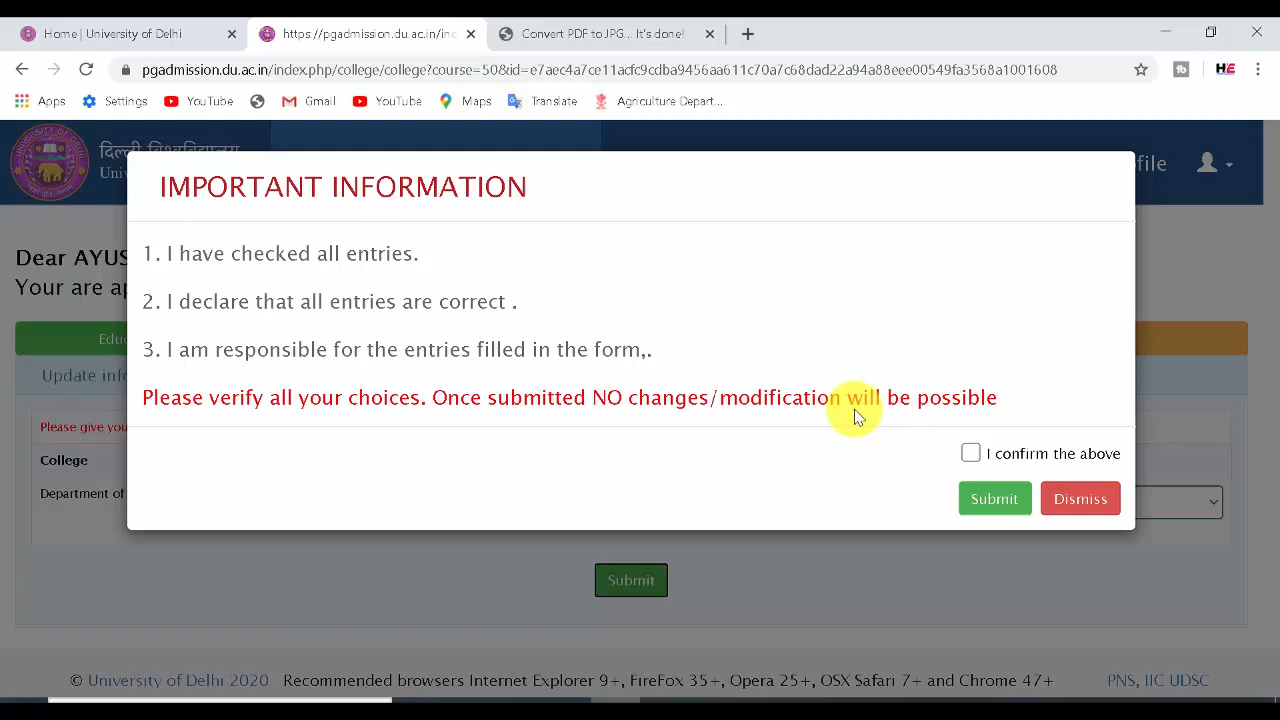 Home | University of Delhi
https://pgadmission.du.ac.in/inc
Convert PDF to JPG... It's done!
pgadmission.du.ac.in/index.php/college/college?course=50&id=e7aec4a7ce11acfc9cdba9456aa611c70a7c68dad22a94a88eee00549fa3568a1001608
Apps
Settings
YouTube
Gmail
YouTube
Maps
Translate
Agriculture Depart...
दिल्ली विश्वविद्यालय
Univ
file
IMPORTANT INFORMATION
1. I have checked all entries.
2. I declare that all entries are correct .
3. I am responsible for the entries filled in the form,.
Please verify all your choices. Once submitted NO changes/modification will be possible
I confirm the above
Submit
Dismiss
Dear AYUS
Your are ap
Educ
Update info
Please give you
College
Department of
Submit
© University of Delhi 2020 Recommended browsers Internet Explorer 9+, FireFox 35+, Opera 25+, OSX Safari 7+ and Chrome 47+ PNS, IIC UDSC